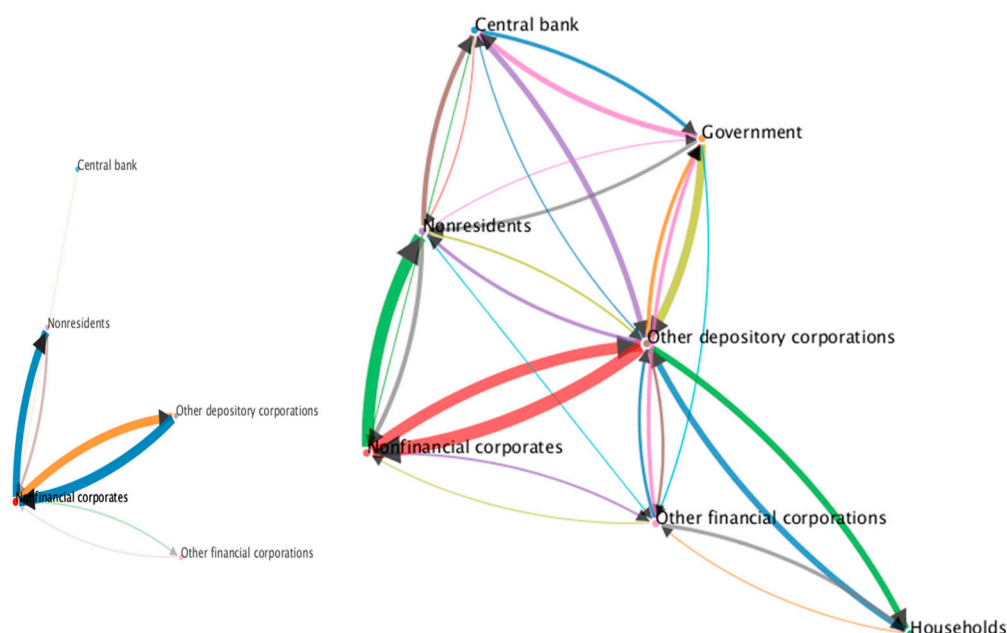 Central bank
Nonresidents
Other depository corporations
Nonfinancial corporates
Other financial corporations
Central bank
Government
Nonresidents
Other depository corporations
Nonfinancial corporates
Other financial corporations
Households